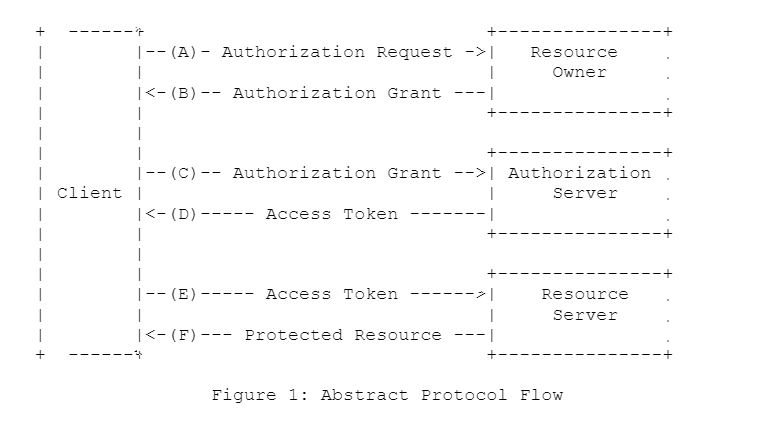 (A) Authorization Request Resource
Owner
(B) Authorization Grant
(C) Authorization Grant Authorization
Client Server
(D) Access Token
(E) Access Token Resource
Server
(F) Protected Resource
Figure 1: Abstract Protocol Flow